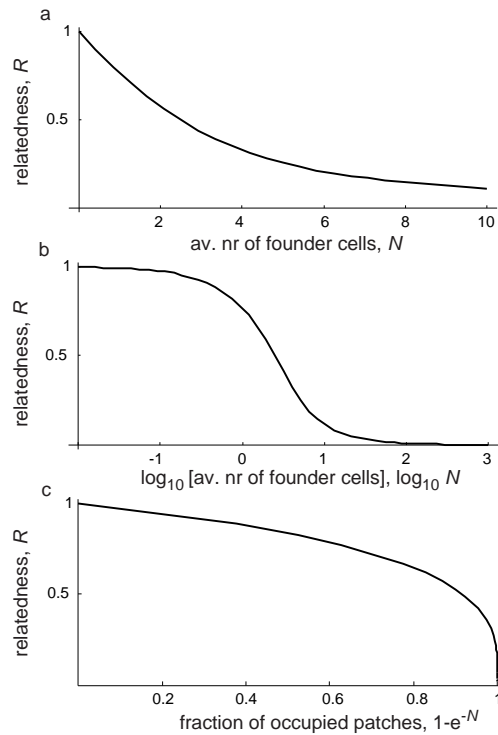 a
1
0.5
relatedness, R
2 4 6 8 10
av. nr of founder cells, N
b
1
0.5
relatedness, R
-1 0 1 2 3
log10 [av. nr of founder cells], log10 N
c
1
0.5
relatedness, R
0.2 0.4 0.6 0.8 1
fraction of occupied patches, 1-e-N